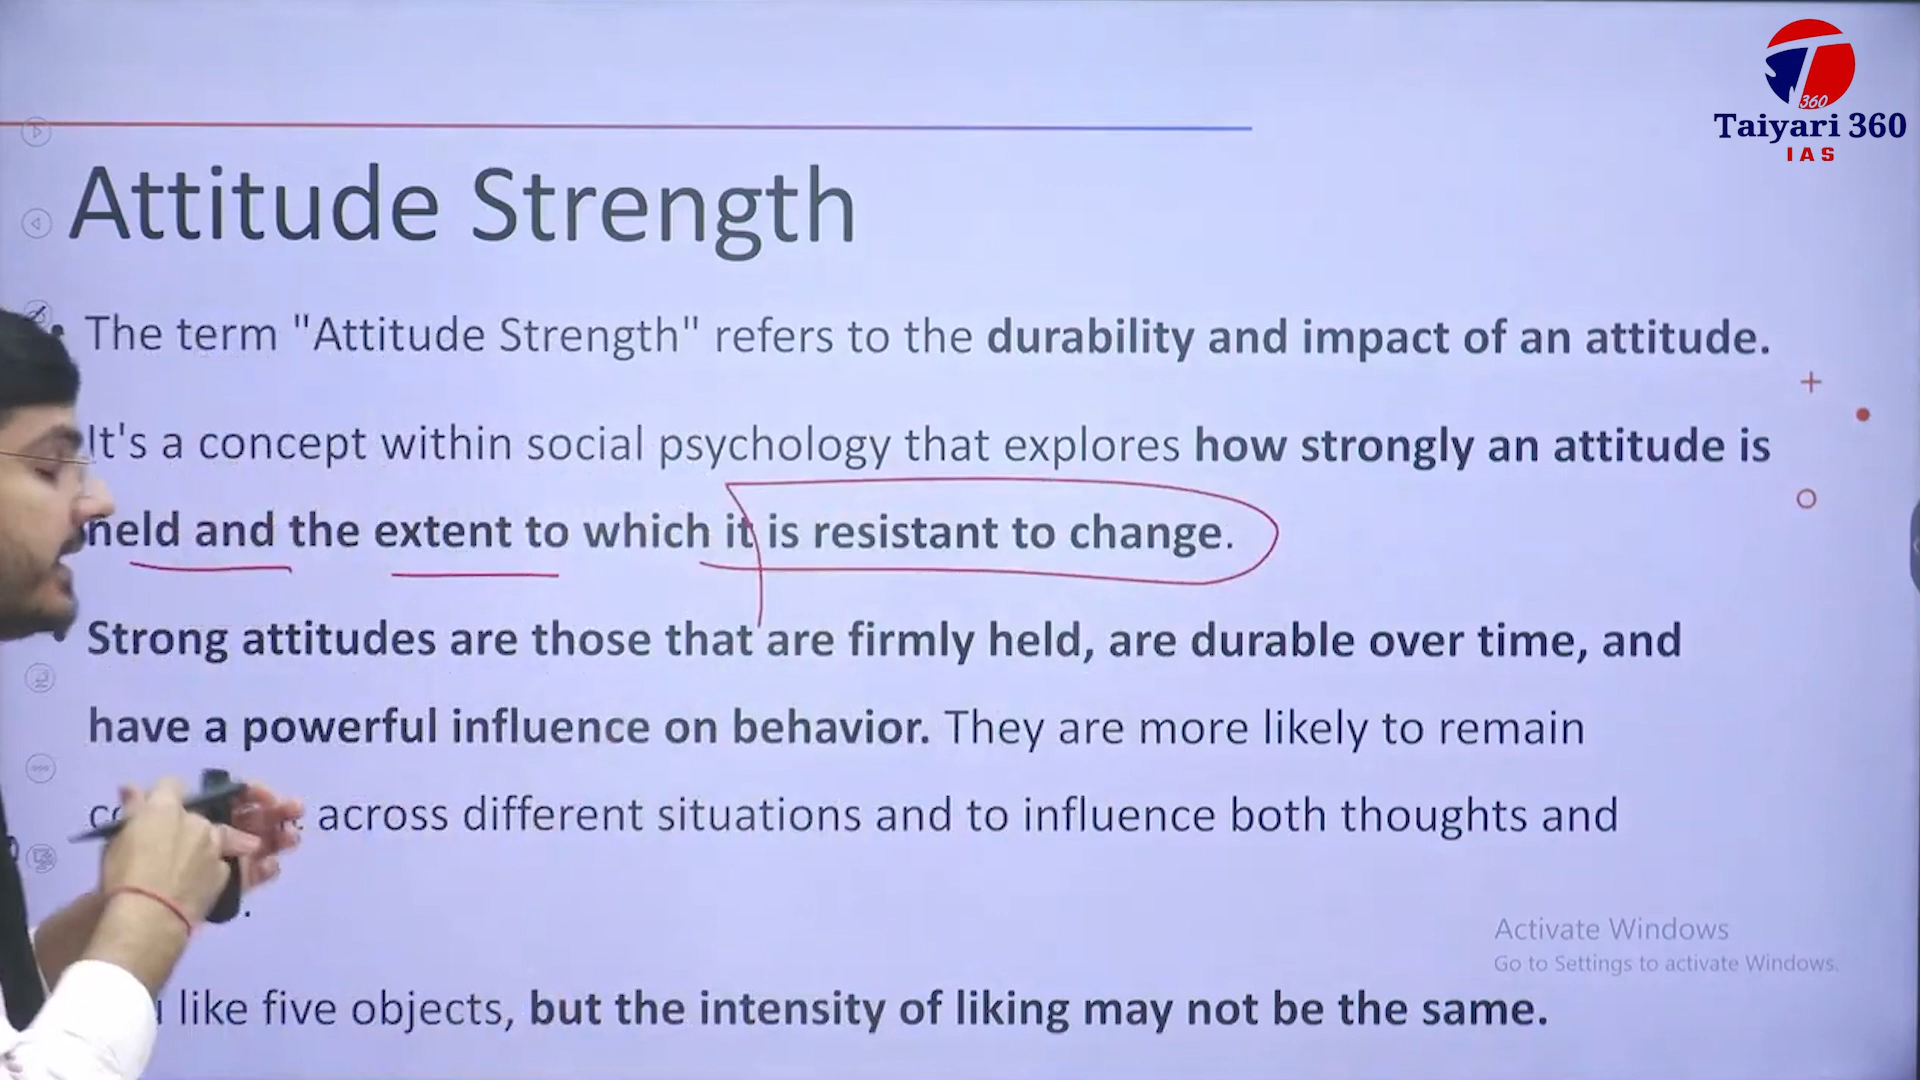 360
Taiyari 360
IAS
Attitude Strength
The term "Attitude Strength" refers to the durability and impact of an attitude.
It's a concept within social psychology that explores how strongly an attitude is
held and the extent to which it is resistant to change.
Strong attitudes are those that are firmly held, are durable over time, and
have a powerful influence on behavior. They are more likely to remain
across different situations and to influence both thoughts and
Activate Windows
Go to Settings to activate Windows.
like five objects, but the intensity of liking may not be the same.